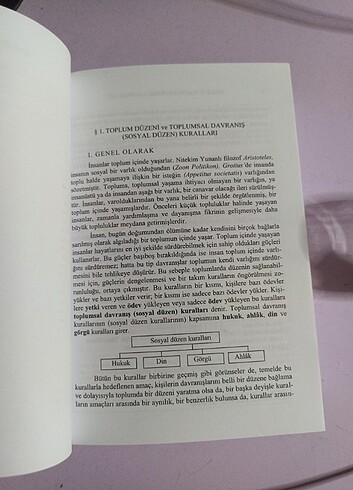 § 1. TOPLUM DÜZENİ ve TOPLUMSAL DAVRANIŞ
(SOSYAL DÜZEN) KURALLARI
I. GENEL OLARAK
İnsanlar toplum içinde yaşarlar. Nitekim Yunanlı filozof Aristoteles,
insanın sosyal bir varlık olduğundan (Zoon Politikon), Grotius'de insanda
toplu halde yaşamaya ilişkin bir isteğin (Appetitus societatis) varlığından
sözetmiştir. Topluma, toplumsal yaşama ihtiyacı olmayan bir varlığın, ya
insanüstü ya da insandan aşağı bir varlık, bir canavar olacağı ileri sürülmüş-
tür. İnsanlar, varolduklarından bu yana belirli bir şekilde örgütlenmiş, bir
toplum içinde yaşamışlardır. Önceleri küçük topluluklar halinde yaşayan
insanlar, zamanla yardımlaşma ve dayanışma fikrinin gelişmesiyle daha
büyük topluluklar meydana getirmişlerdir.
İnsan, bugün doğumundan ölümüne kadar kendisini birçok bağlarla
sarılmış olarak algıladığı bir toplumun içinde yaşar. Toplum içinde yaşayan
insanlar hayatlarını en iyi şekilde sürdürebilmek için sahip oldukları güçleri
kullanırlar. Bu güçler başıboş bırakıldığında ise insan toplum içinde varlı-
ğını sürdüremez; hatta bu tip davranışlar toplumun kendi varlığını sürdür-
mesini bile tehlikeye düşürür. Bu sebeple toplumlarda düzenin sağlanabil-
mesi için, güçlerin dengelenmesi ve bir takım kuralların öngörülmesi zo-
runluluğu, ortaya çıkmıştır. Bu kuralların bir kısmı, kişilere bazı ödevler
yükler ve bazı yetkiler verir; bir kısmı ise sadece bazı ödevler yükler. Kişi-
lere yetki veren ve ödev yükleyen veya sadece ödev yükleyen bu kurallara
toplumsal davranış (sosyal düzen) kuralları denir. Toplumsal davranış
kurallarının (sosyal düzen kurallarının) kapsamına hukuk, ahlâk, din ve
görgü kuralları girer.
Sosyal düzen kuralları
Hukuk Din Görgü Ahlâk
Bütün bu kurallar birbirine geçmiş gibi görünseler de, temelde bu
kurallarla hedeflenen amaç, kişilerin davranışlarını belli bir düzene bağlama
ve dolayısıyla toplumda bir düzeni yaratma olsa da, bir başka deyişle kuralla-
rın amaçları arasında bir aynilik, bir benzerlik bulunsa da, kurallar arasın-